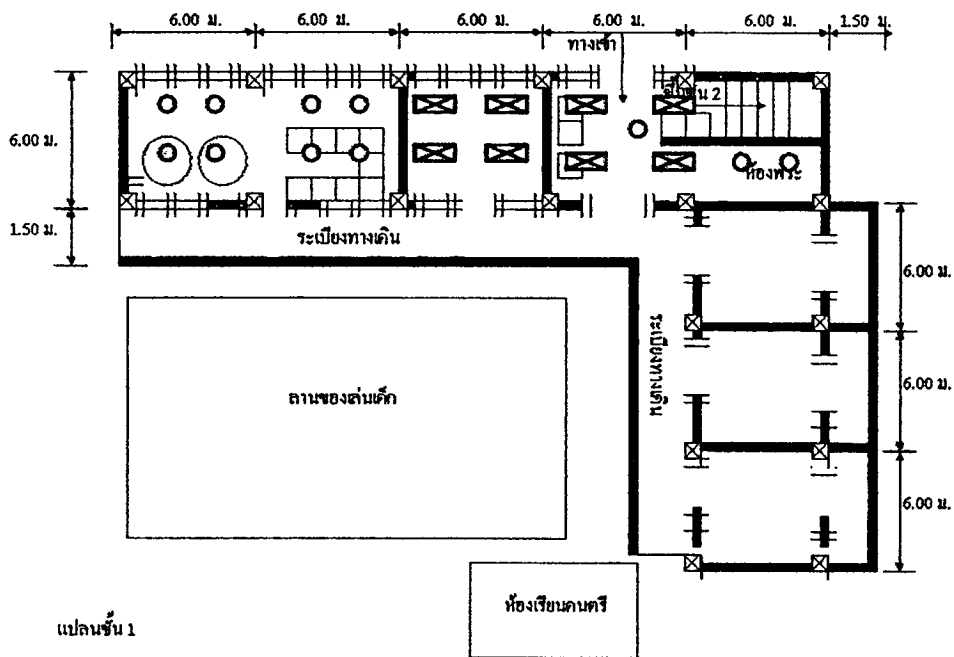 6.00 ม. 6.00 ม. 6.00 ม. 6.00 ม. 6.00 ม. 1.50 ม.
ทางเข้า
ขึ้นชั้น 2
6.00 ม.
ห้องพระ
1.50 ม.
ระเบียงทางเดิน
6.00 ม.
ระเบียงทางเดิน
6.00 ม.
ลานของเล่นเด็ก
6.00 ม.
ห้องเรียนดนตรี
แปลนชั้น 1